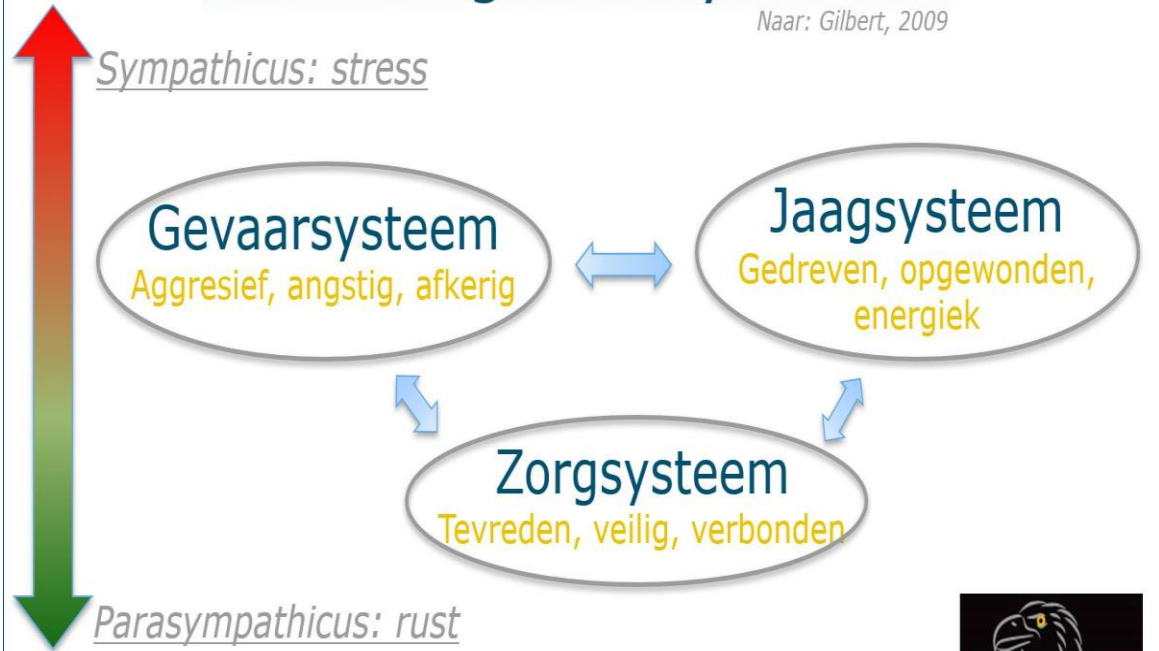 Naar: Gilbert, 2009
Sympathicus: stress
Gevaarsysteem
Aggresief, angstig, afkerig
Jaagsysteem
Gedreven, opgewonden,
energiek
Zorgsysteem
Tevreden, veilig, verbonden
Parasympathicus: rust